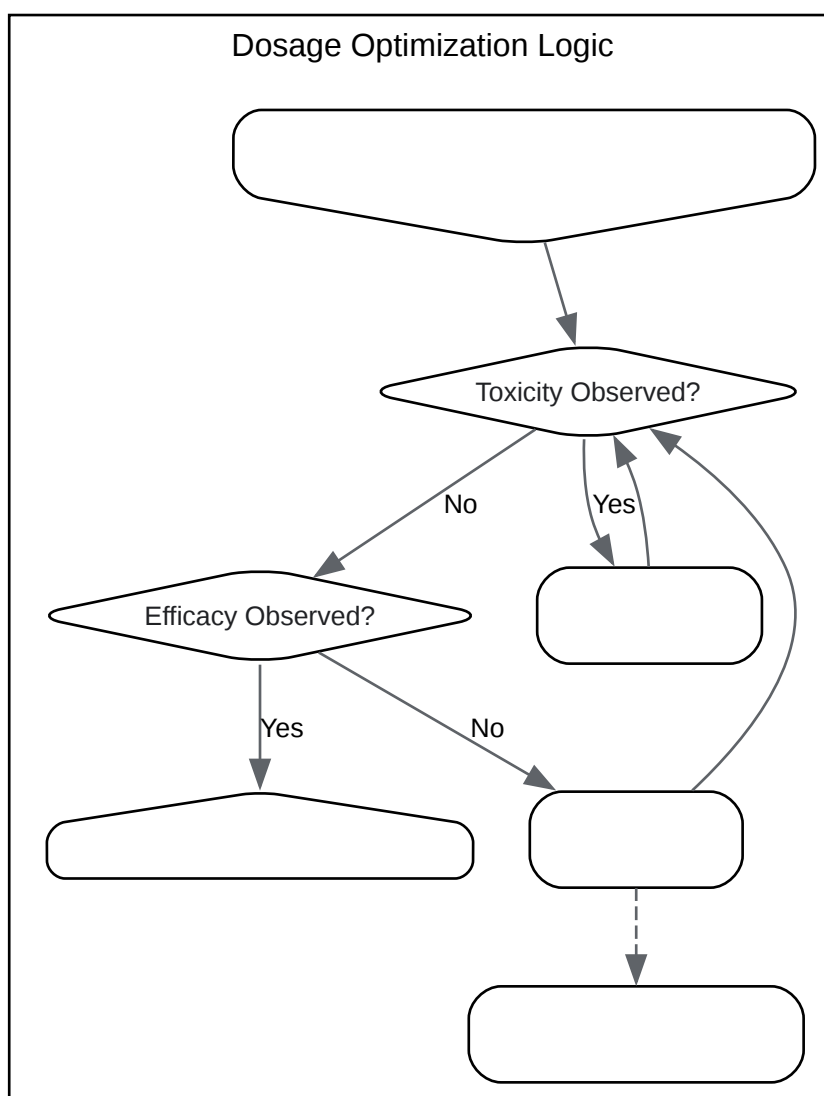 Dosage Optimization Logic
Toxicity Observed?
No
Yes
Efficacy Observed?
Yes
No